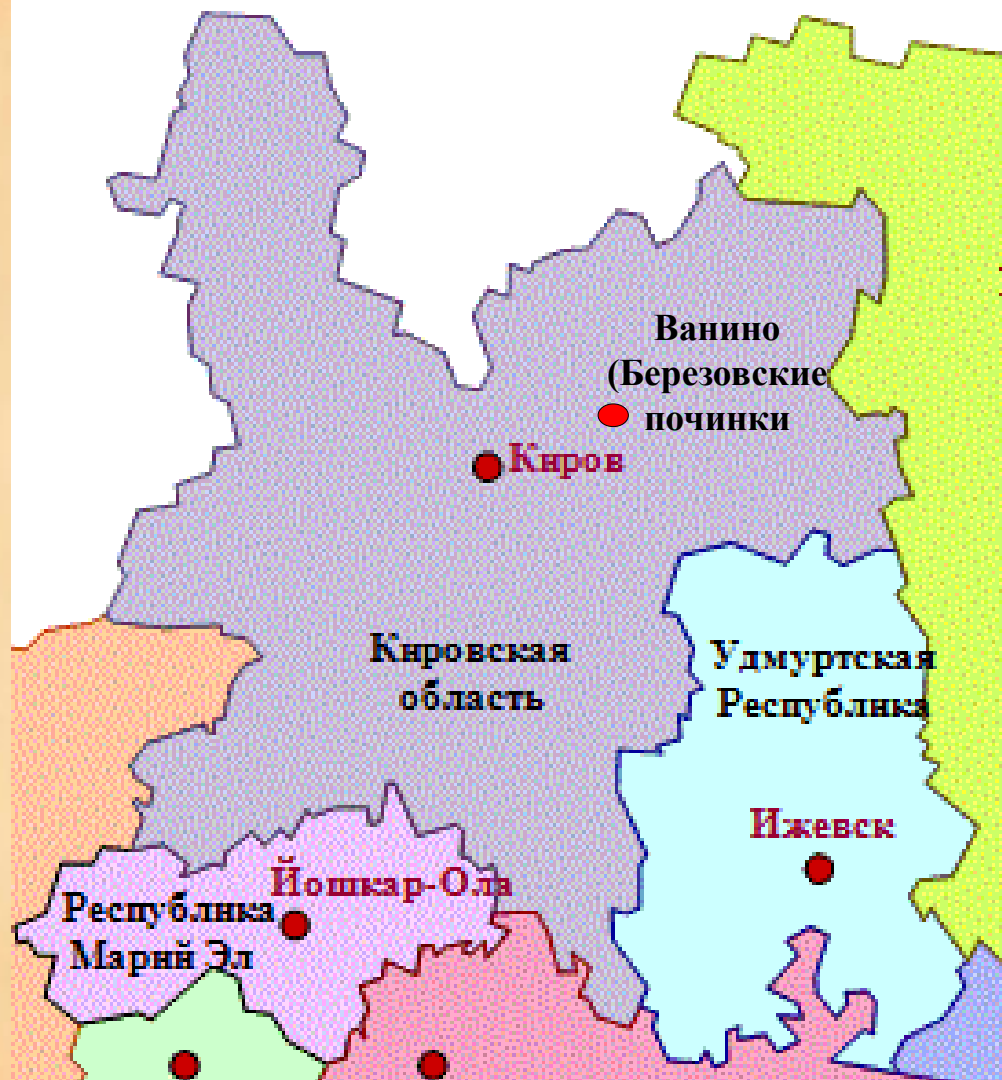 Ванино
(Березовские
починки
Киров
Кировская
область
Удмуртская
Республика
Ижевск
Йошкар-Ола
Республика
Марий Эл